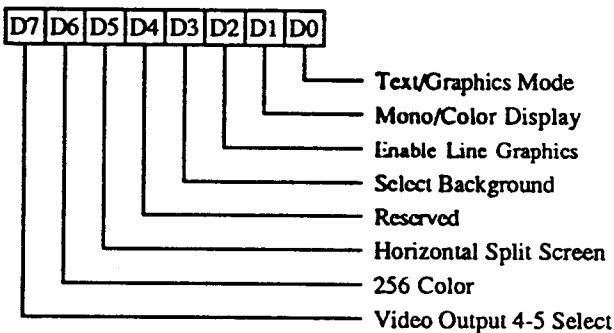 D7 D6 D5 D4 D3 D2 D1 D0
Text/Graphics Mode
Mono/Color Display
Enable Line Graphics
Select Background
Reserved
Horizontal Split Screen
256 Color
Video Output 4-5 Select